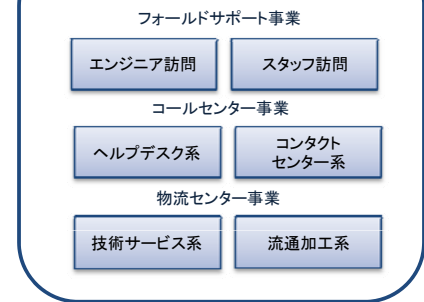 フォールドサポート事業
エンジニア訪問 スタッフ訪問
コールセンター事業
ヘルプデスク系 コンタクト
センター系
物流センター事業
技術サービス系 流通加工系